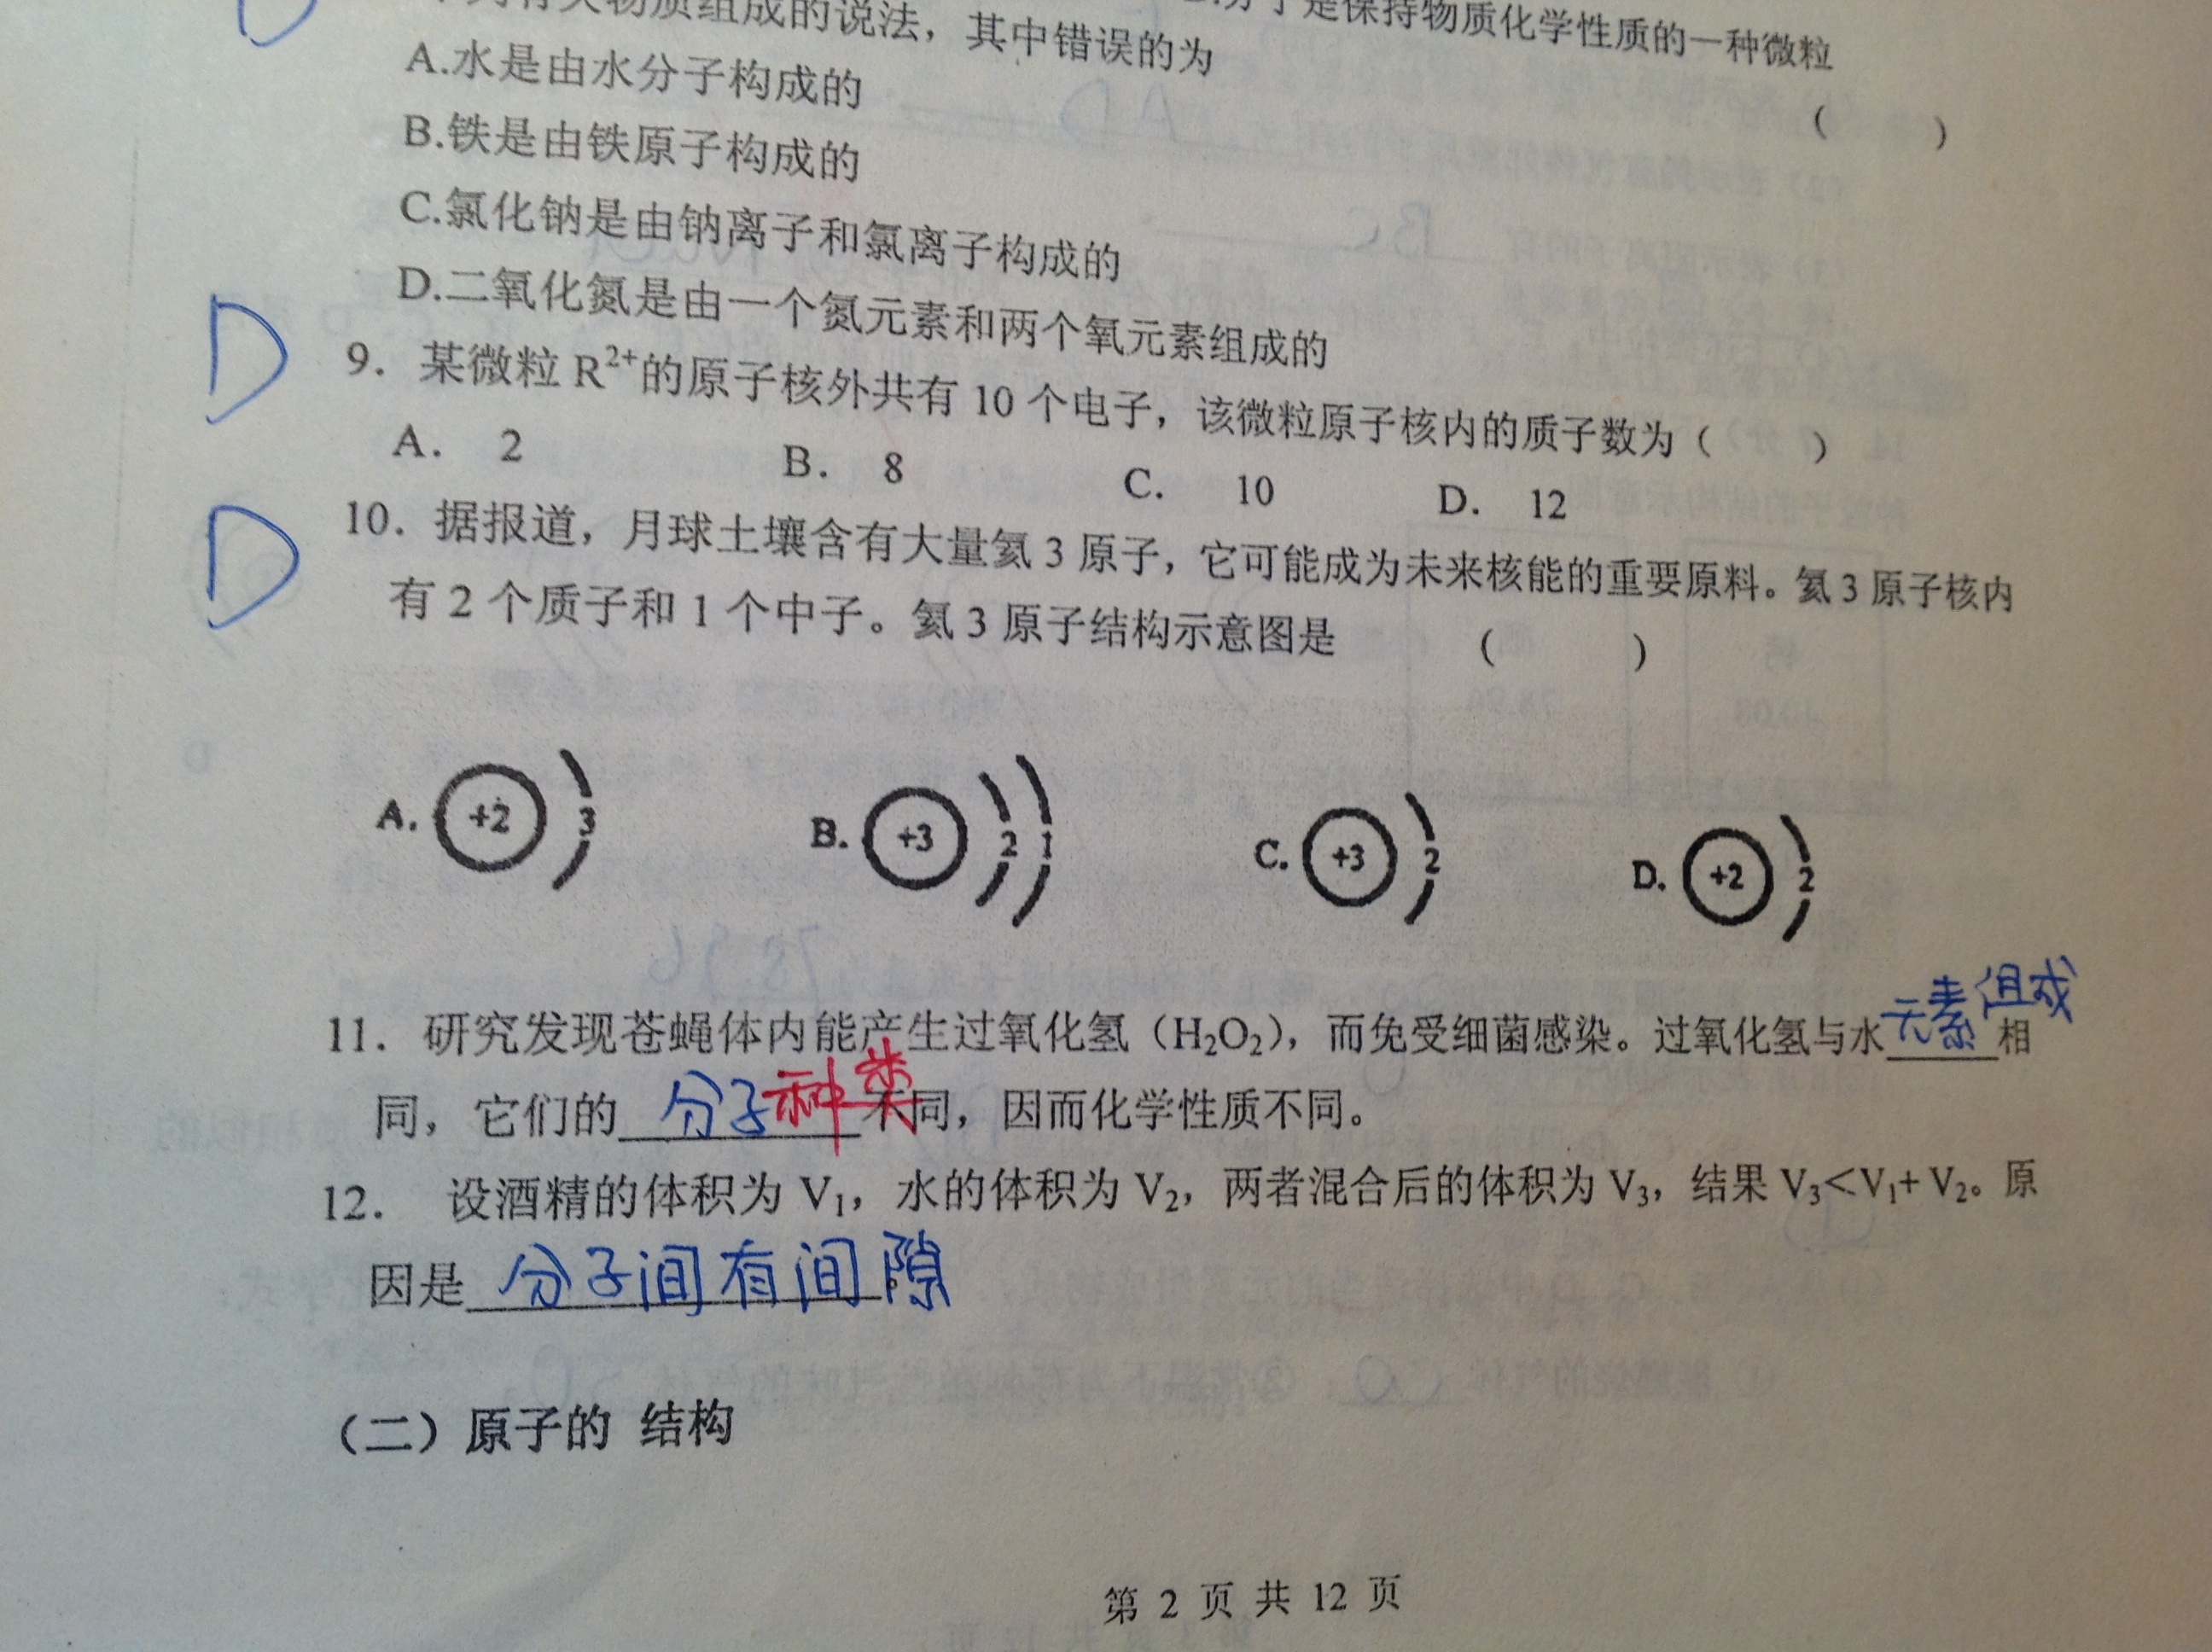 子是保持物质化学性质的一种微粒
物质组成的说法，其中错误的为
( )
A.水是由水分子构成的
B.铁是由铁原子构成的
C.氯化钠是由钠离子和氯离子构成的
D.二氧化氮是由一个氮元素和两个氧元素组成的
D 9．某微粒 R²⁺的原子核外共有 10 个电子，该微粒原子核内的质子数为（ ）
A． 2 B． 8 C． 10 D． 12
D 10．据报道，月球土壤含有大量氦 3 原子，它可能成为未来核能的重要原料。氦 3 原子核内
有 2 个质子和 1 个中子。氦 3 原子结构示意图是 ( )
A. +2 3 B. +3 2 1 C. +3 2 D. +2 2
11．研究发现苍蝇体内能产生过氧化氢（H₂O₂），而免受细菌感染。过氧化氢与水元素组成相
同，它们的 分子种类不同，因而化学性质不同。
12． 设酒精的体积为 V₁，水的体积为 V₂，两者混合后的体积为 V₃，结果 V₃<V₁+ V₂。原
因是 分子间有间隙。
（二）原子的 结构
第 2 页 共 12 页